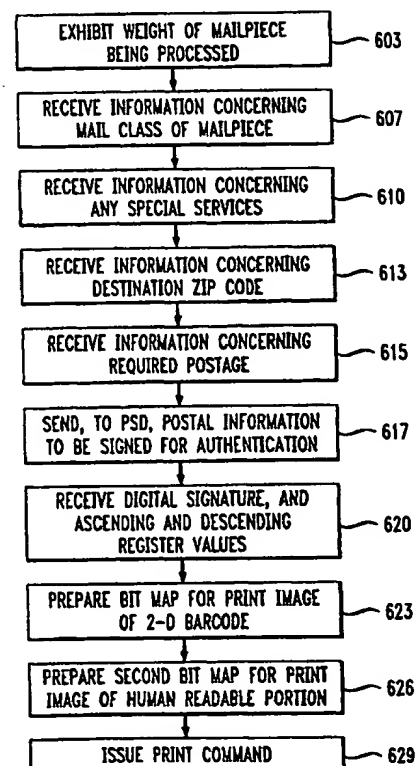 EXHIBIT WEIGHT OF MAILPIECE
BEING PROCESSED
603
RECEIVE INFORMATION CONCERNING
MAIL CLASS OF MAILPIECE
607
RECEIVE INFORMATION CONCERNING
ANY SPECIAL SERVICES
610
RECEIVE INFORMATION CONCERNING
DESTINATION ZIP CODE
613
RECEIVE INFORMATION CONCERNING
REQUIRED POSTAGE
615
SEND, TO PSD, POSTAL INFORMATION
TO BE SIGNED FOR AUTHENTICATION
617
RECEIVE DIGITAL SIGNATURE, AND
ASCENDING AND DESCENDING
REGISTER VALUES
620
PREPARE BIT MAP FOR PRINT IMAGE
OF 2-D BARCODE
623
PREPARE SECOND BIT MAP FOR PRINT
IMAGE OF HUMAN READABLE PORTION
626
ISSUE PRINT COMMAND
629